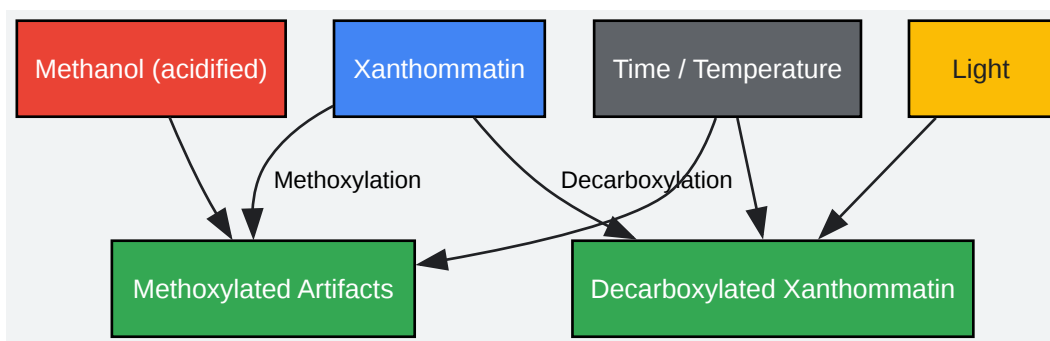 Methanol (acidified)
Xanthommatin
Time / Temperature
Light
Methoxylation
Decarboxylation
Methoxylated Artifacts
Decarboxylated Xanthommatin